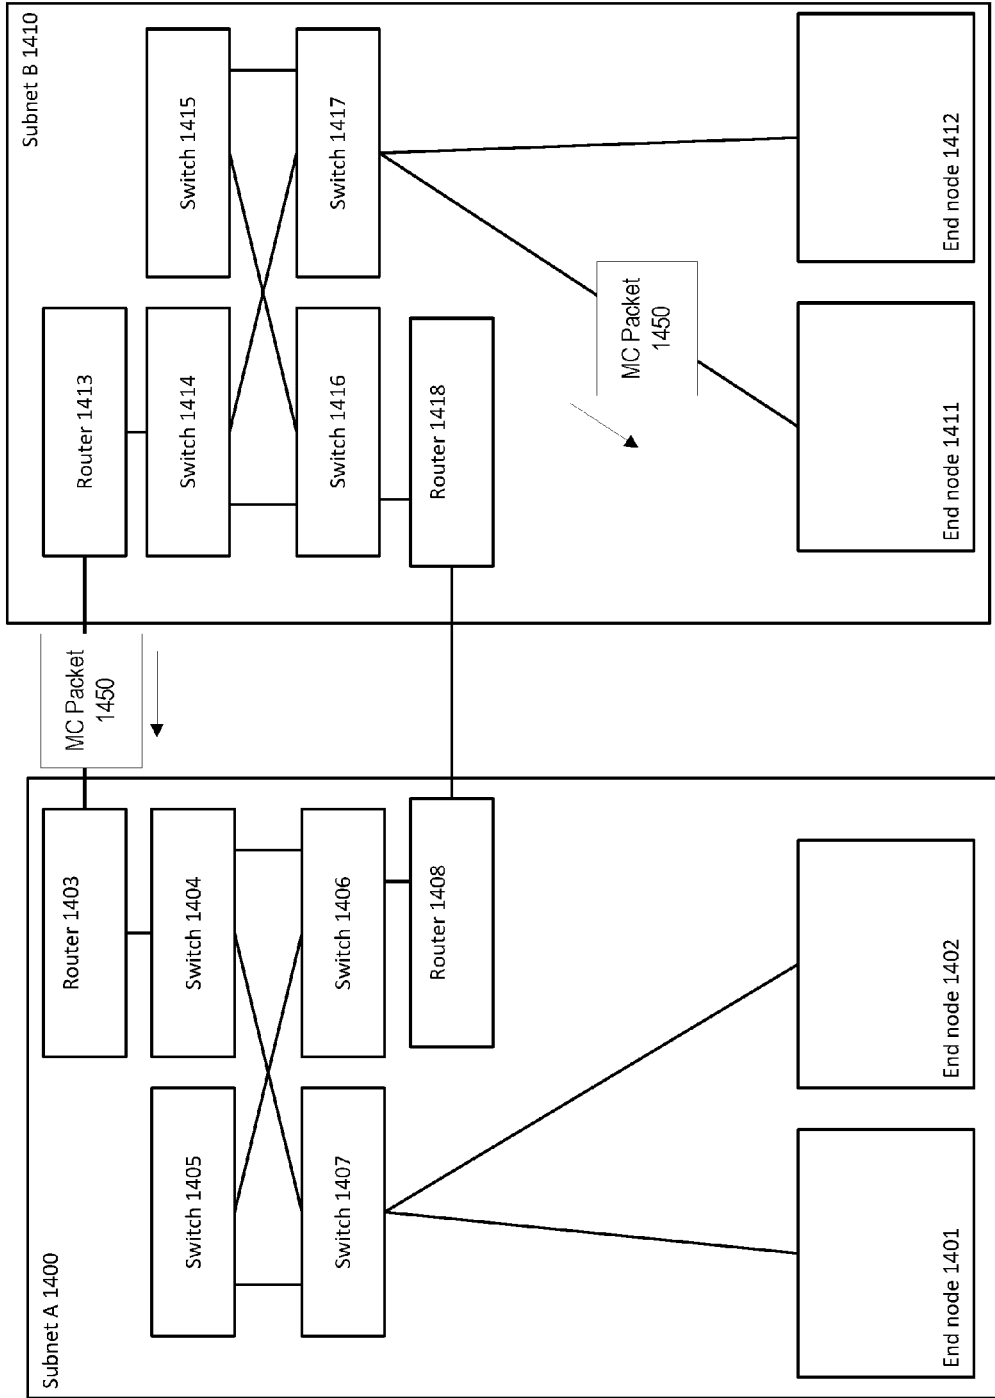 Subnet A 1400
Router 1403
Switch 1405
Switch 1404
Switch 1407
Switch 1406
Router 1408
End node 1401
End node 1402
MC Packet
1450
Subnet B 1410
Router 1413
Switch 1414
Switch 1415
Switch 1416
Switch 1417
Router 1418
MC Packet
1450
End node 1411
End node 1412